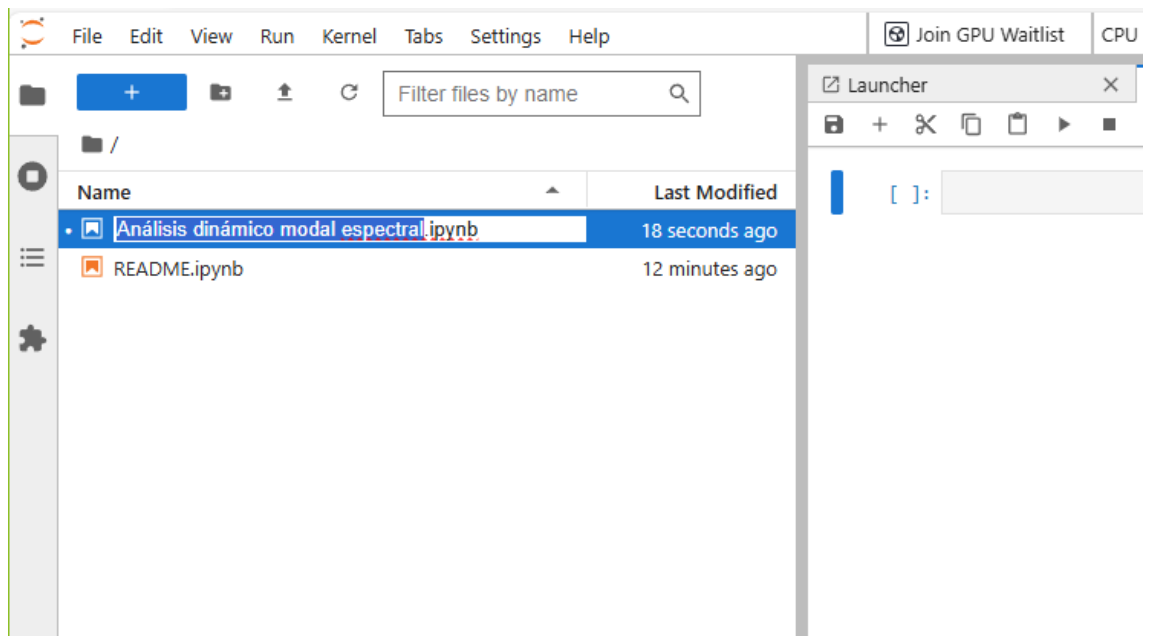 File Edit View Run Kernel Tabs Settings Help
Join GPU Waitlist
CPU
+
Filter files by name
/
Name
Last Modified
Análisis dinámico modal espectral.ipynb
18 seconds ago
README.ipynb
12 minutes ago
Launcher
[ ]: